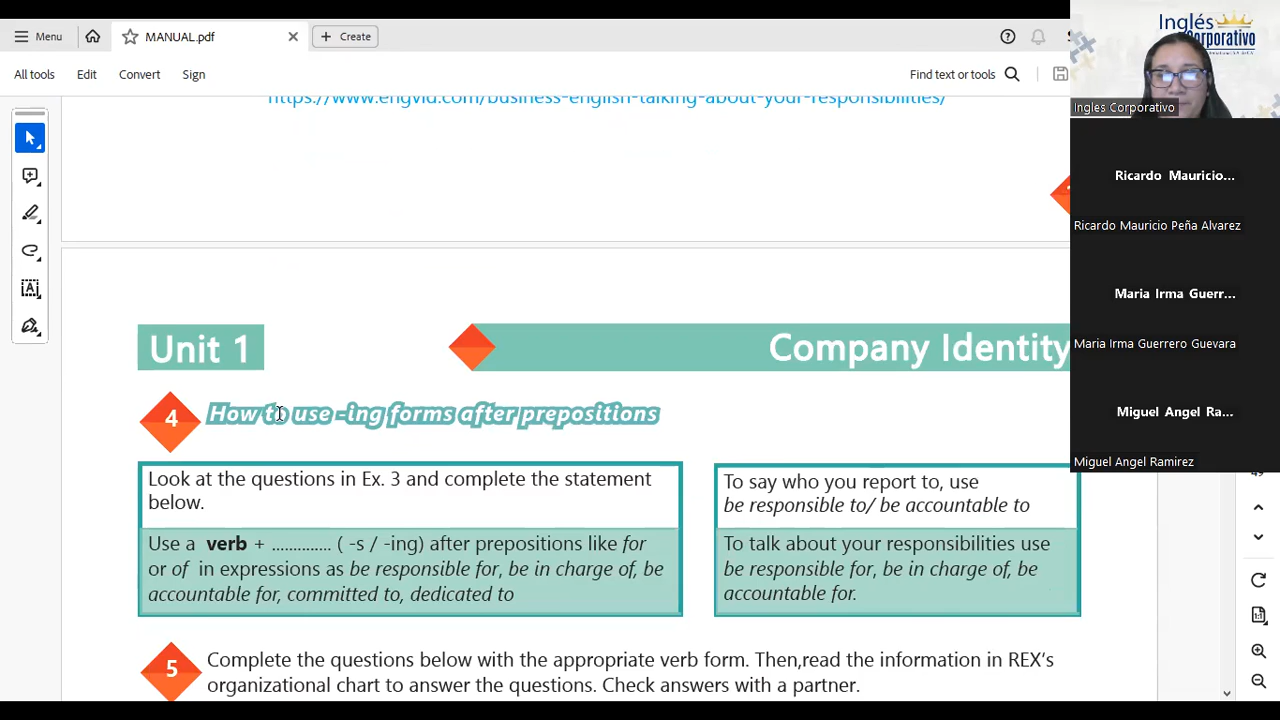 Menu
MANUAL.pdf
Create
All tools
Edit
Convert
Sign
Find text or tools
https://www.engvid.com/business-english-talking-about-your-responsibilities/
Unit 1
Company Identity
4
How to use -ing forms after prepositions
Look at the questions in Ex. 3 and complete the statement
below.
Use a verb + .............. ( -s / -ing) after prepositions like for
or of in expressions as be responsible for, be in charge of, be
accountable for, committed to, dedicated to
To say who you report to, use
be responsible to/ be accountable to
To talk about your responsibilities use
be responsible for, be in charge of, be
accountable for.
5
Complete the questions below with the appropriate verb form. Then,read the information in REX's
organizational chart to answer the questions. Check answers with a partner.
Inglés
Corporativo
Ingles Corporativo
Ricardo Mauricio...
Ricardo Mauricio Peña Alvarez
Maria Irma Guerr...
Maria Irma Guerrero Guevara
Miguel Angel Ra...
Miguel Angel Ramirez